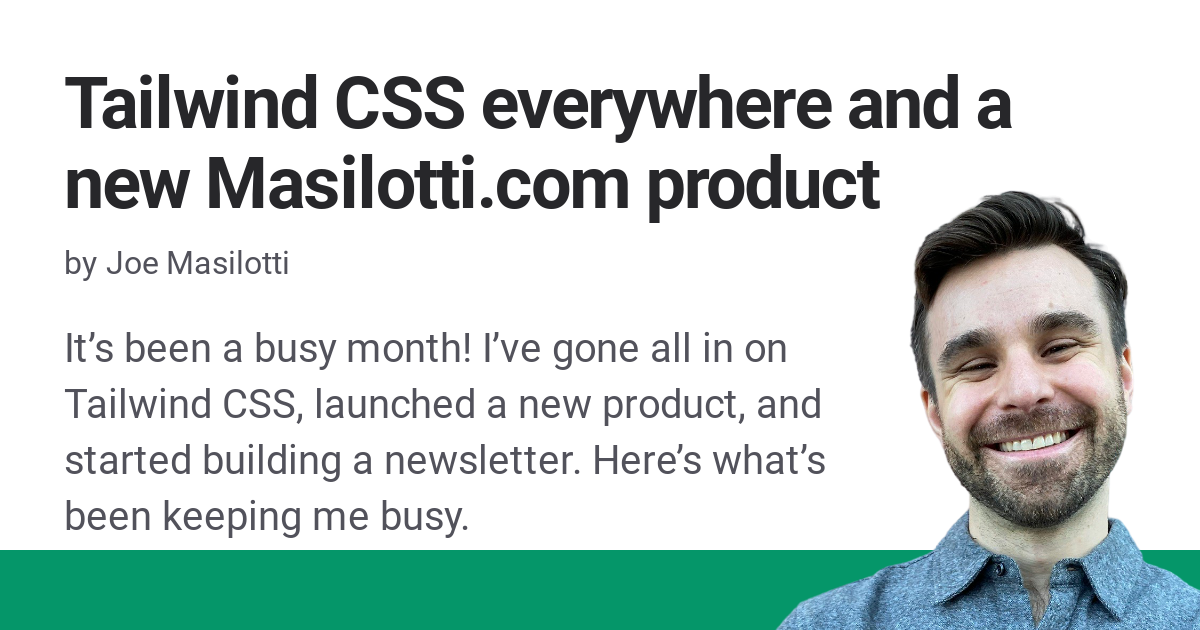 Tailwind CSS everywhere and a
new Masilotti.com product
by Joe Masilotti
It’s been a busy month! I’ve gone all in on
Tailwind CSS, launched a new product, and
started building a newsletter. Here’s what’s
been keeping me busy.